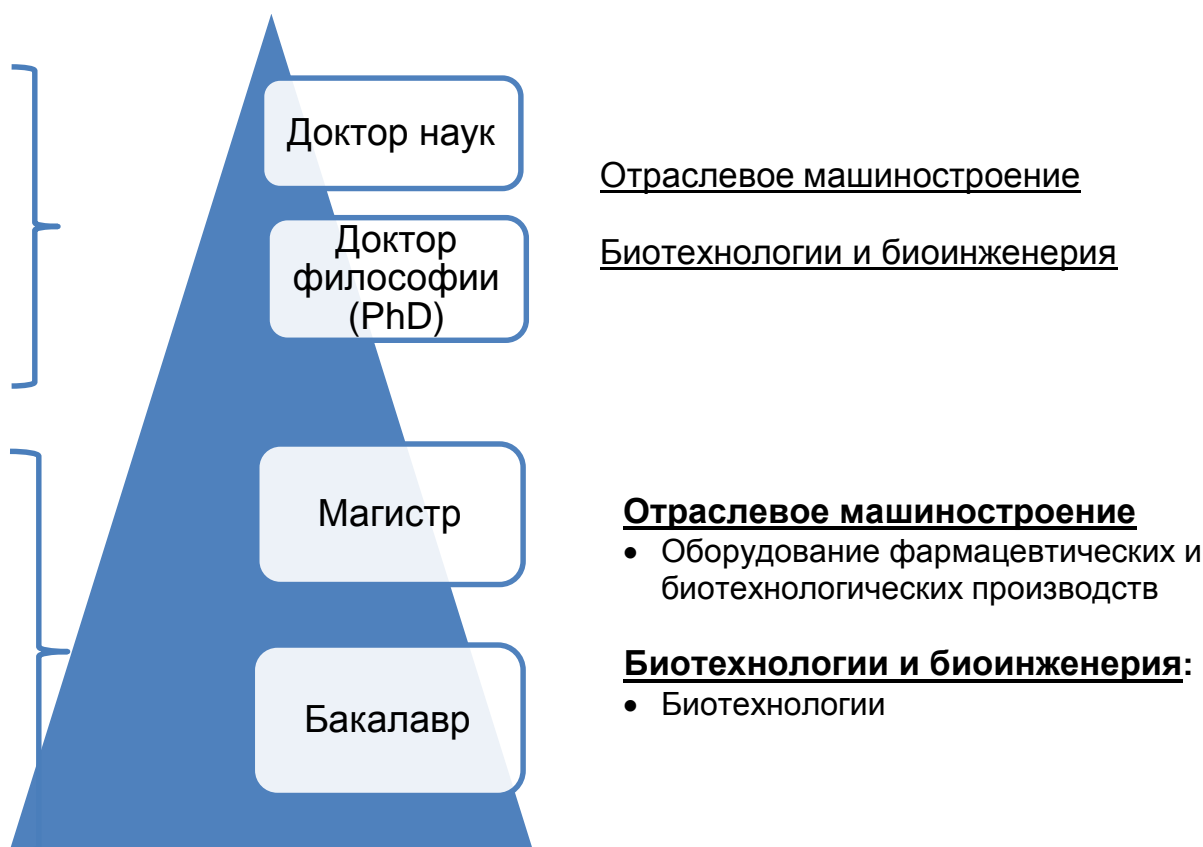 Доктор наук
Доктор
философии
(PhD)
Отраслевое машиностроение
Биотехнологии и биоинженерия
Магистр
Бакалавр
Отраслевое машиностроение
• Оборудование фармацевтических и
биотехнологических производств
Биотехнологии и биоинженерия:
• Биотехнологии